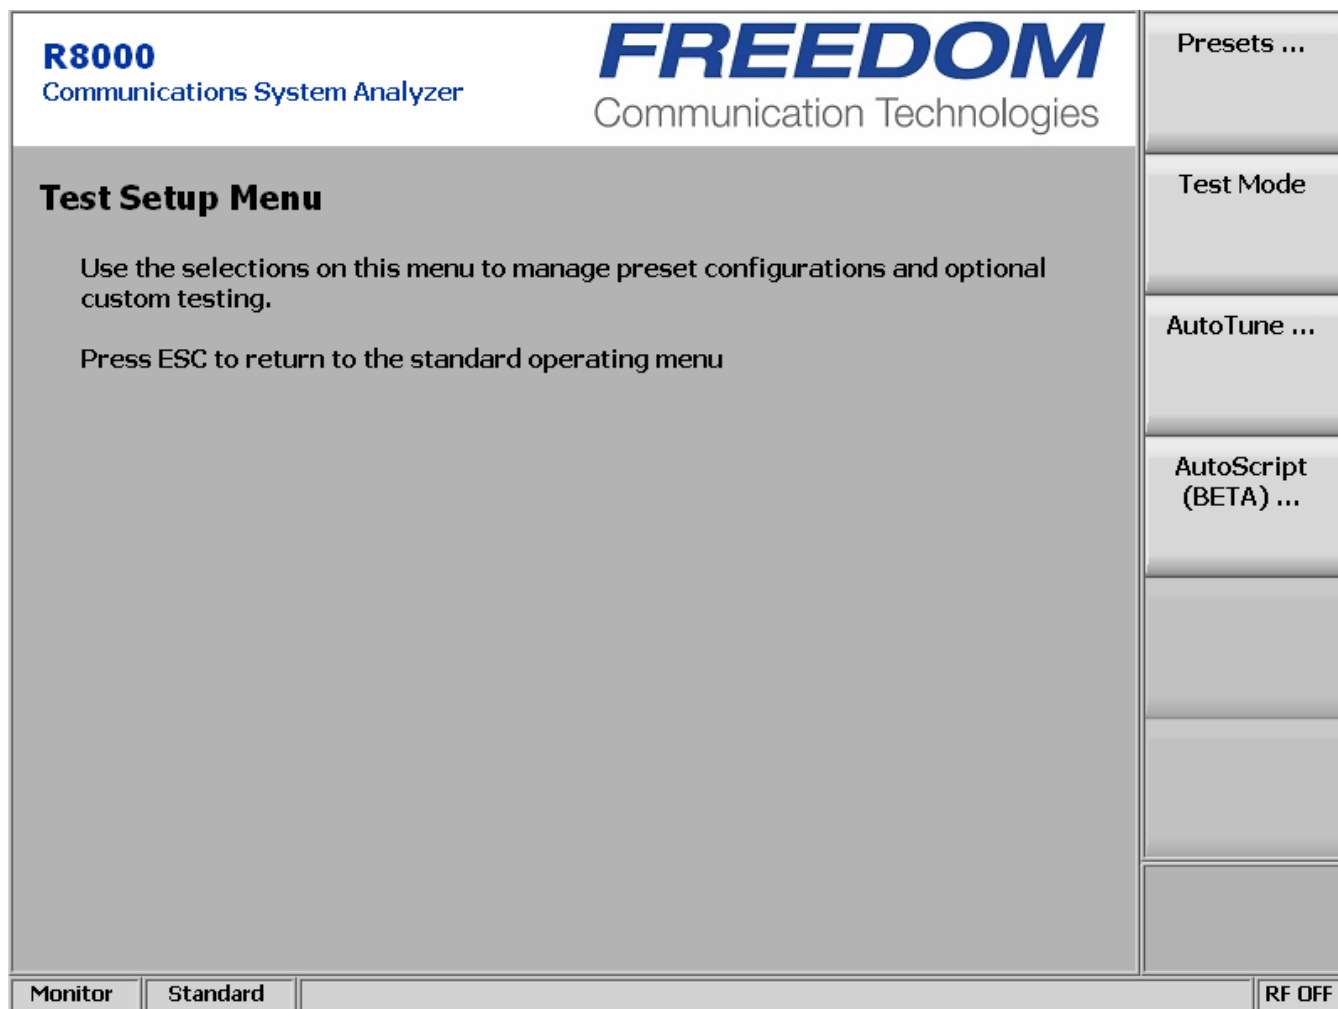 R8000
Communications System Analyzer
FREEDOM
Communication Technologies
Test Setup Menu
Use the selections on this menu to manage preset configurations and optional
custom testing.
Press ESC to return to the standard operating menu
Presets ...
Test Mode
AutoTune ...
AutoScript
(BETA) ...
Monitor
Standard
RF OFF